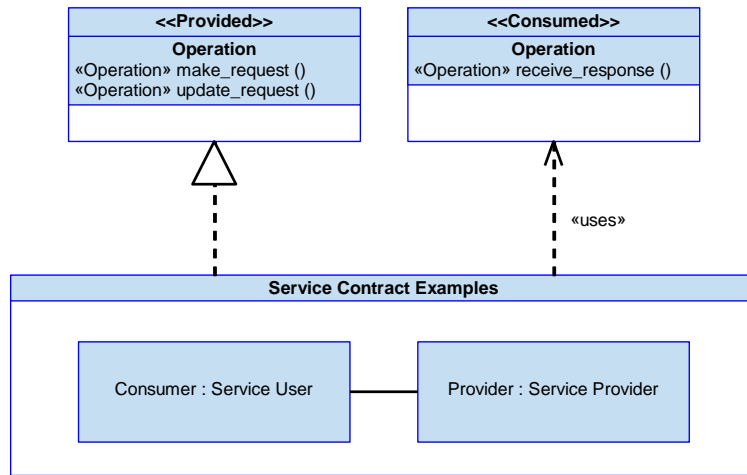 <<Provided>>
Operation
«Operation» make_request ()
«Operation» update_request ()
<<Consumed>>
Operation
«Operation» receive_response ()
«uses»
Service Contract Examples
Consumer : Service User
Provider : Service Provider